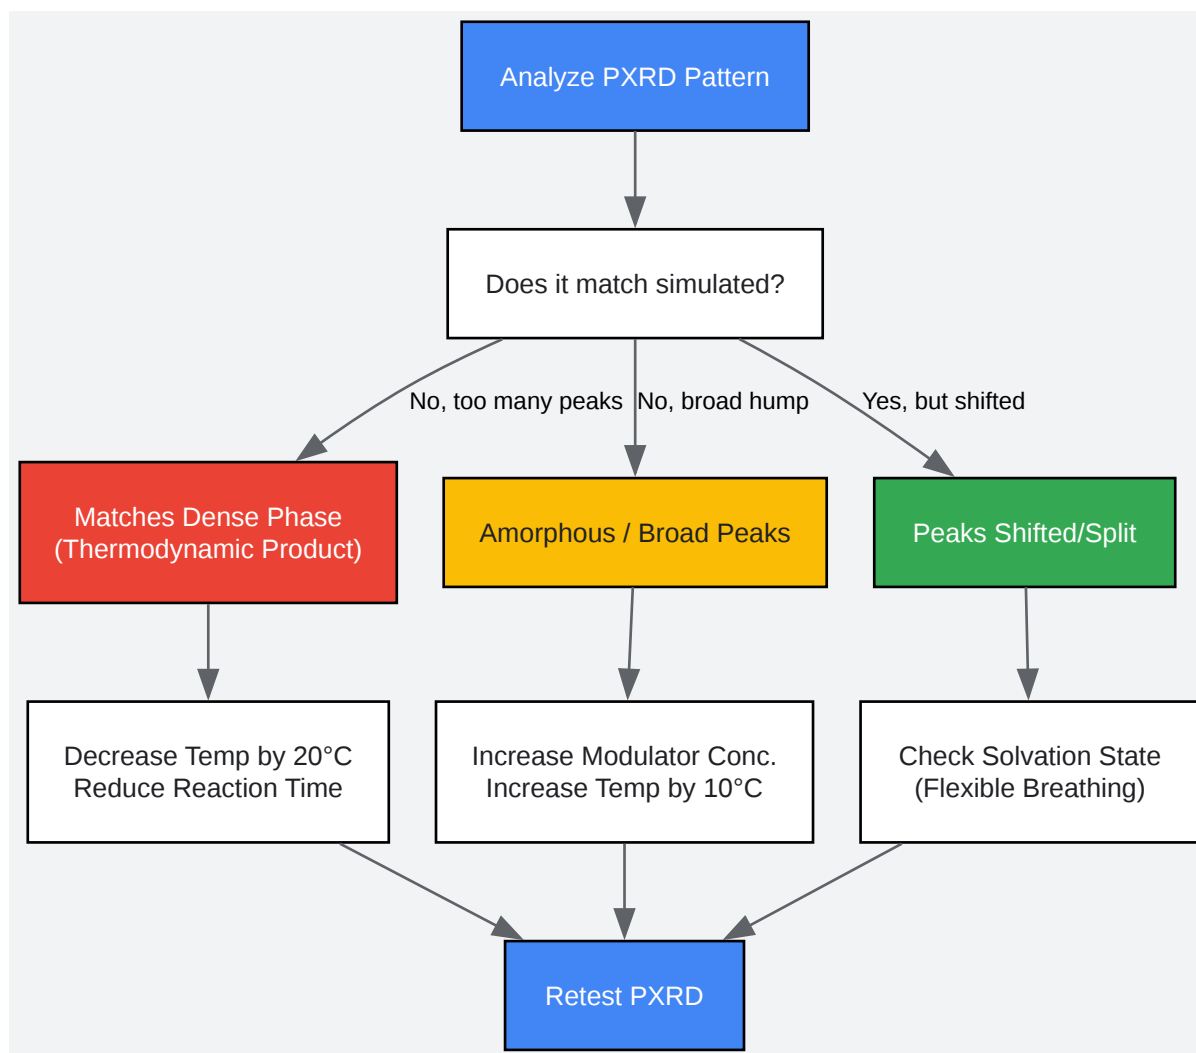 Analyze PXRD Pattern
Does it match simulated?
No, too many peaks
No, broad hump
Yes, but shifted
Matches Dense Phase
(Thermodynamic Product)
Amorphous / Broad Peaks
Peaks Shifted/Split
Decrease Temp by 20°C
Reduce Reaction Time
Increase Modulator Conc.
Increase Temp by 10°C
Check Solvation State
(Flexible Breathing)
Retest PXRD